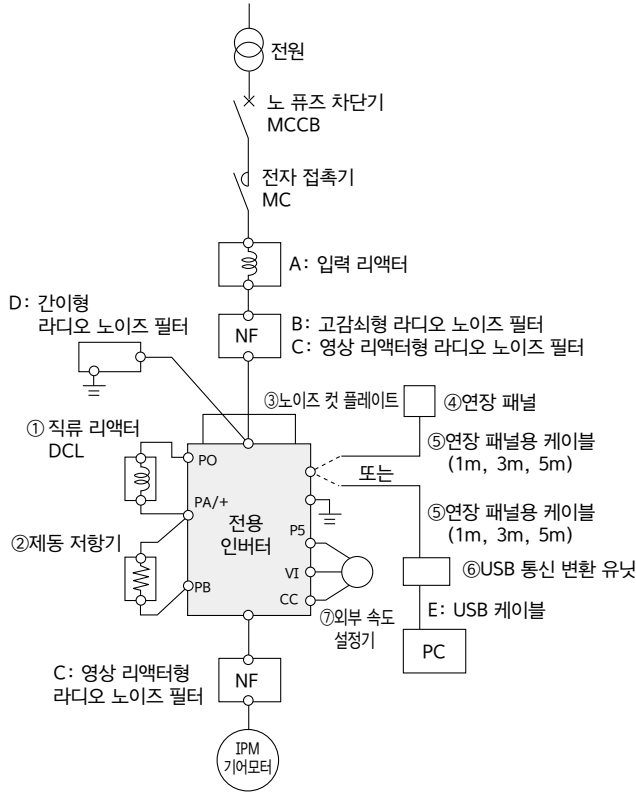 전원
노 퓨즈 차단기
MCCB
전자 접촉기
MC
A: 입력 리액터
D: 간이형
라디오 노이즈 필터
NF
B: 고감쇠형 라디오 노이즈 필터
C: 영상 리액터형 라디오 노이즈 필터
③노이즈 컷 플레이트
④연장 패널
① 직류 리액터
DCL
PO
⑤연장 패널용 케이블
(1m, 3m, 5m)
또는
PA/+
전용
인버터
P5
⑤연장 패널용 케이블
(1m, 3m, 5m)
②제동 저항기
PB
VI
CC
⑥USB 통신 변환 유닛
⑦외부 속도
설정기
E: USB 케이블
PC
C: 영상 리액터형
라디오 노이즈 필터
NF
IPM
기어모터